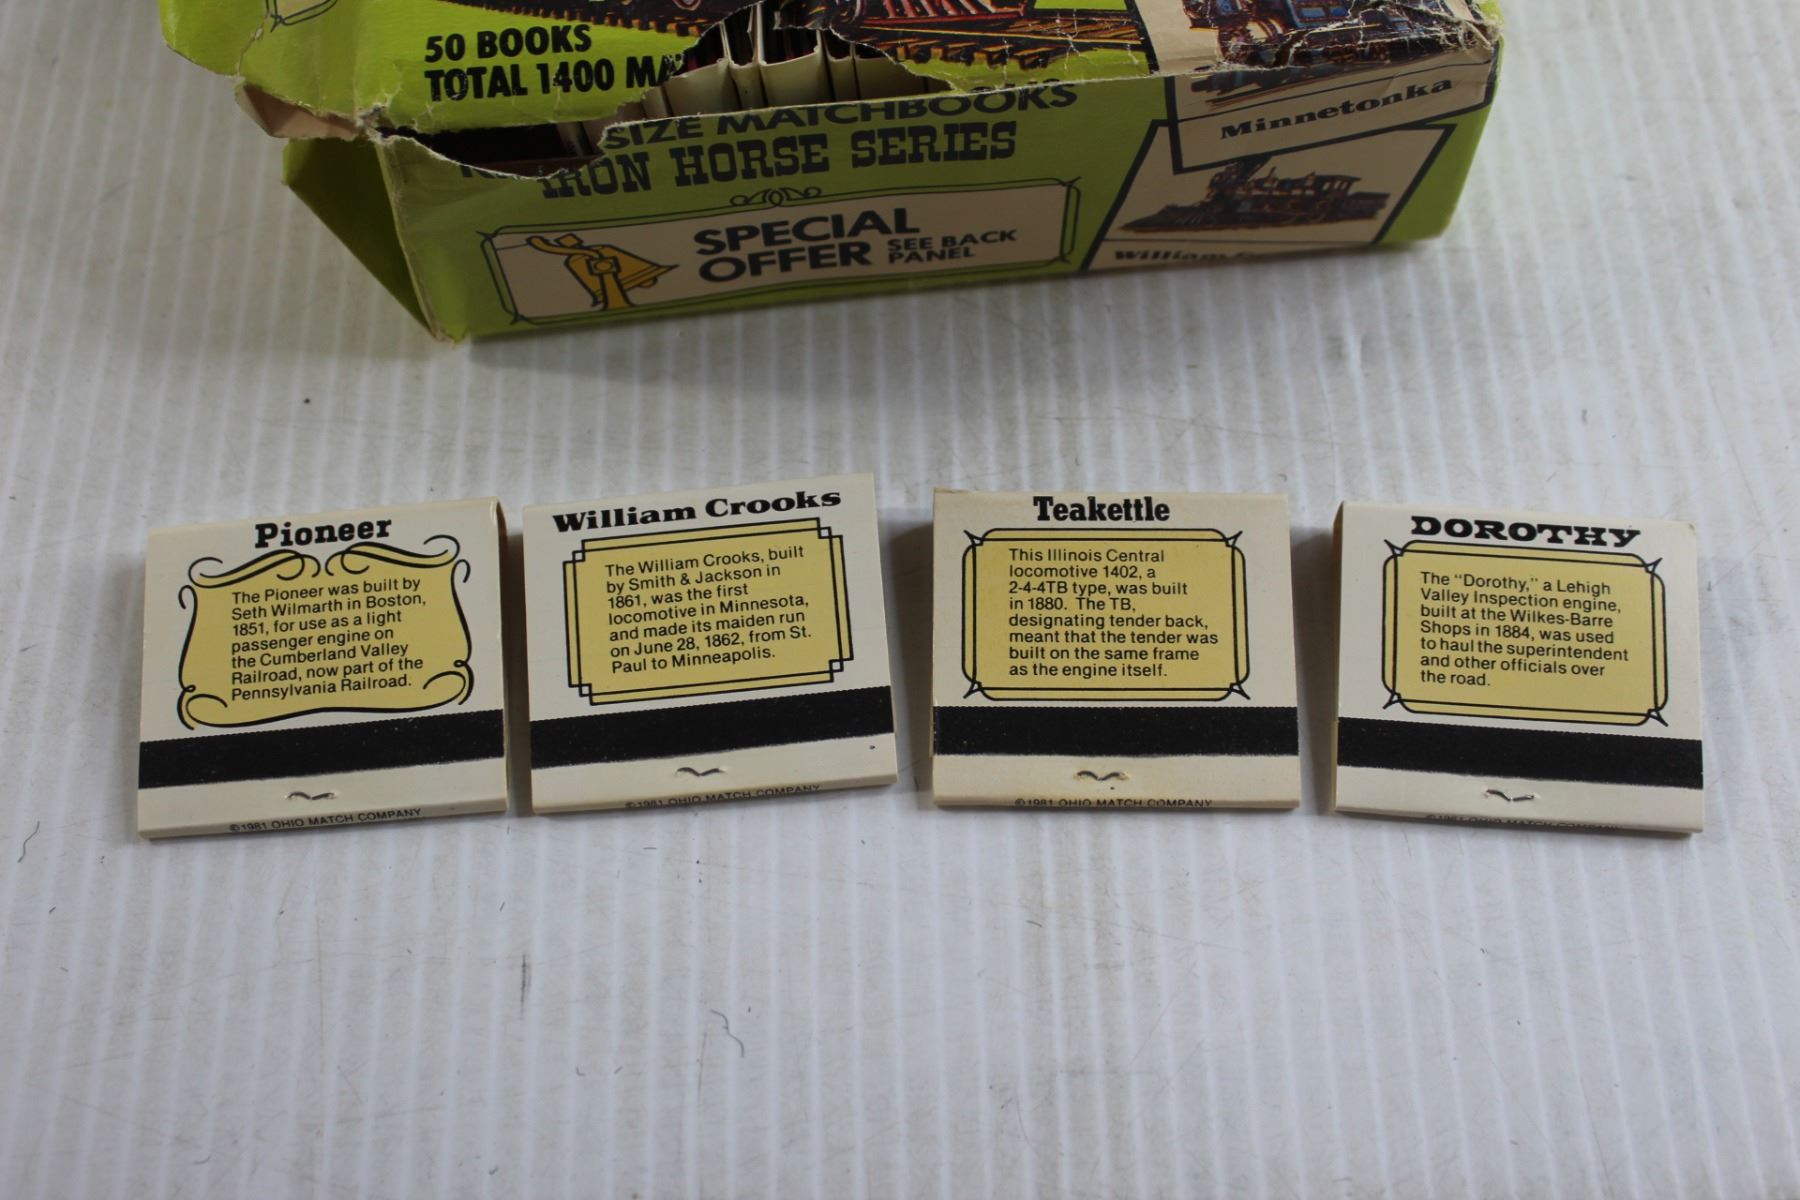 50 BOOKS
TOTAL 1400
SIZE MATCHBOOKS
IRON HORSE SERIES
SPECIAL
OFFER SEE BACK
PANEL
Minnetonka
William
Pioneer
The Pioneer was built by
Seth Wilmarth in Boston,
1851, for use as a light
passenger engine on
the Cumberland Valley
Railroad, now part of the
Pennsylvania Railroad.
©1981 OHIO MATCH COMPANY
William Crooks
The William Crooks, built
by Smith & Jackson in
1861, was the first
locomotive in Minnesota,
and made its maiden run
on June 28, 1862, from St.
Paul to Minneapolis.
©1981 OHIO MATCH COMPANY
Teakettle
This Illinois Central
locomotive 1402, a
2-4-4TB type, was built
in 1880. The TB,
designating tender back,
meant that the tender was
built on the same frame
as the engine itself.
©1981 OHIO MATCH COMPANY
DOROTHY
The "Dorothy," a Lehigh
Valley Inspection engine,
built at the Wilkes-Barre
Shops in 1884, was used
to haul the superintendent
and other officials over
the road.
©1981 OHIO MATCH COMPANY